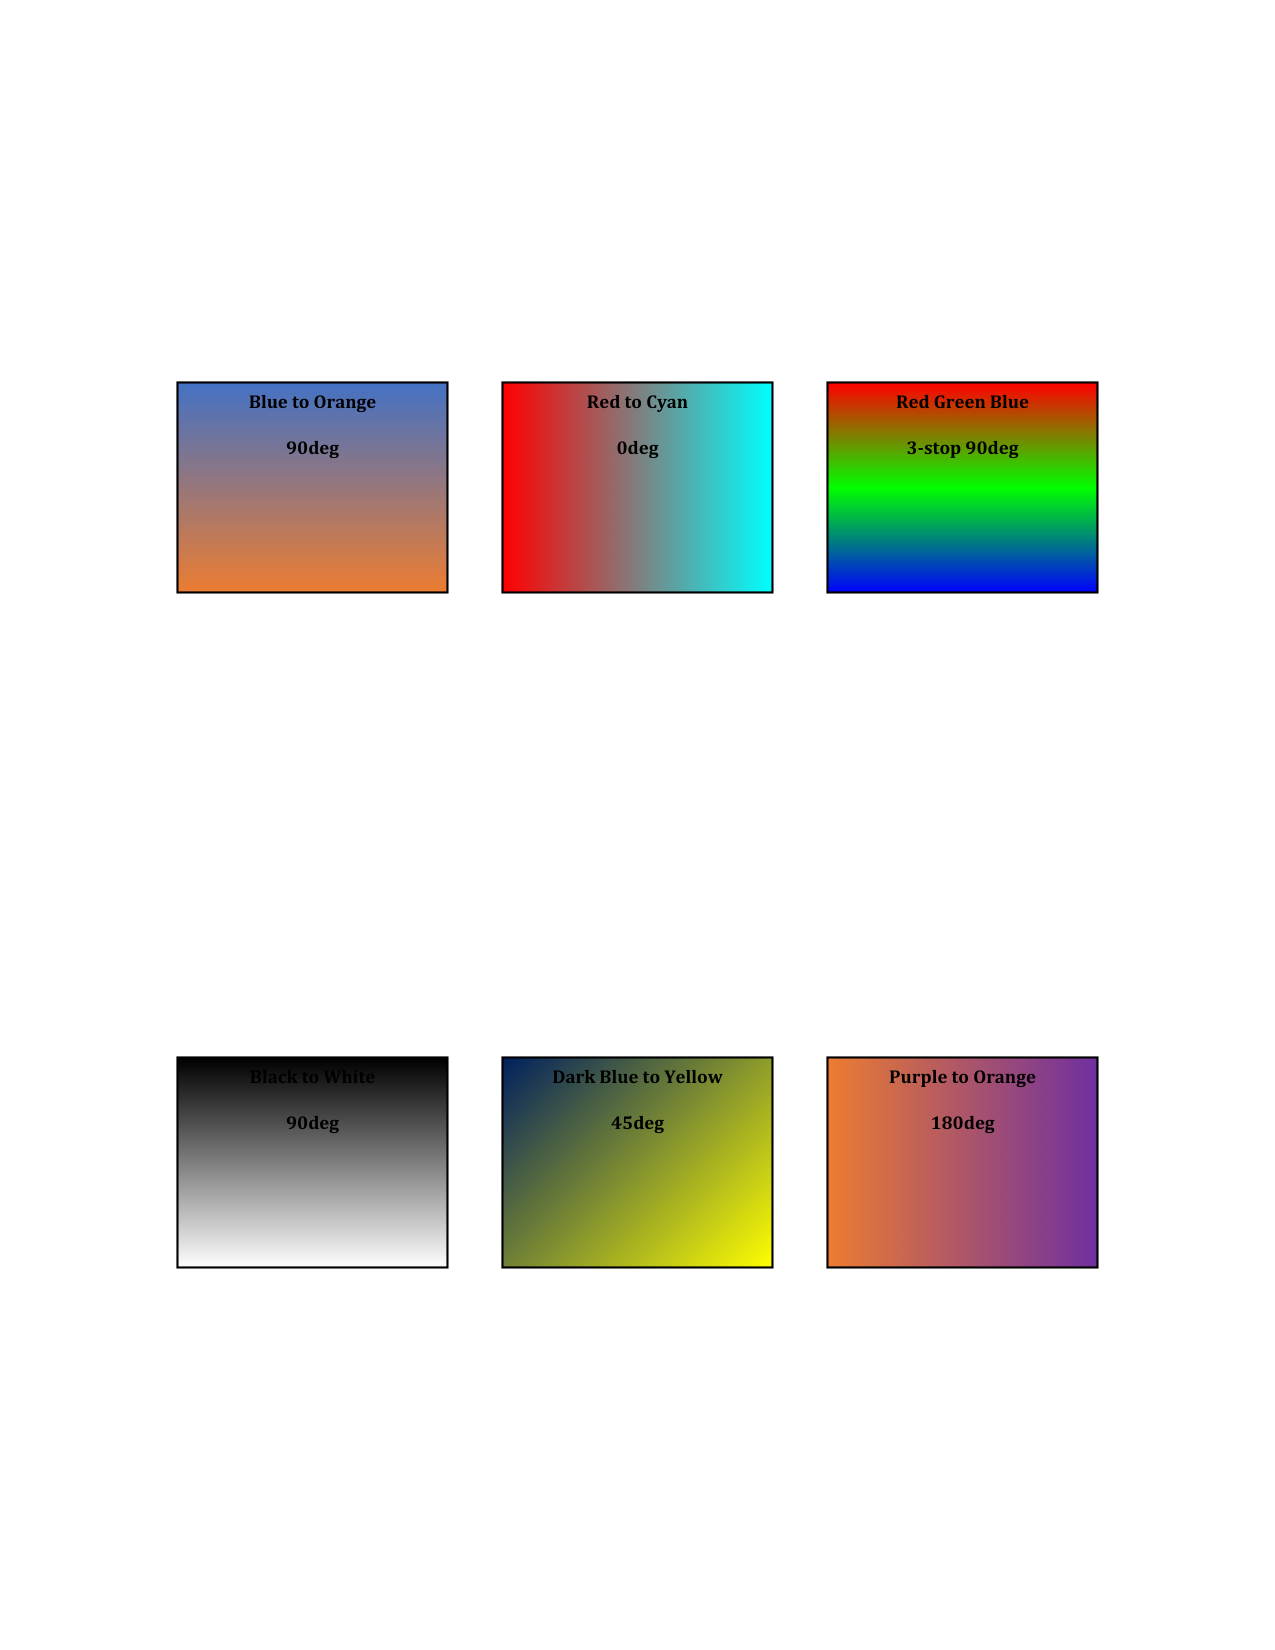 Blue to Orange
90deg
Red to Cyan
0deg
Red Green Blue
3-stop 90deg
Black to White
90deg
Dark Blue to Yellow
45deg
Purple to Orange
180deg